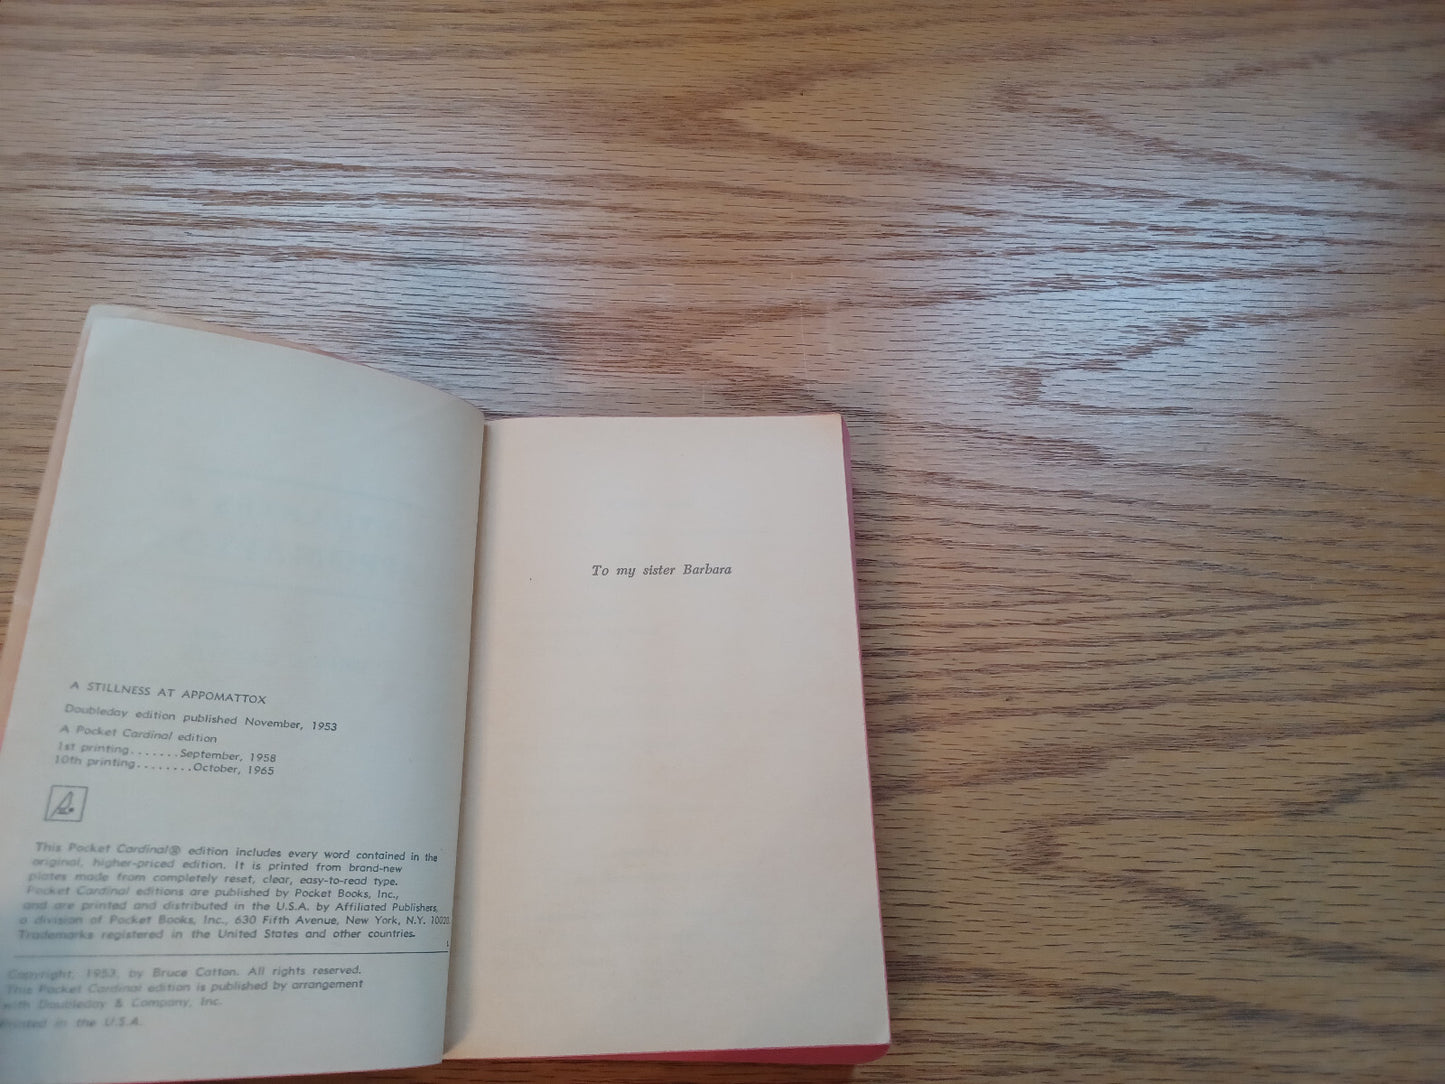 A STILLNESS AT APPOMATTOX
Doubleday edition published November, 1953
A Pocket Cardinal edition
1st printing.......September, 1958
10th printing........October, 1965
This Pocket Cardinal® edition includes every word contained in the
original, higher-priced edition. It is printed from brand-new
plates made from completely reset, clear, easy-to-read type.
Pocket Cardinal editions are published by Pocket Books, Inc.,
and are printed and distributed in the U.S.A. by Affiliated Publishers,
a division of Pocket Books, Inc., 630 Fifth Avenue, New York, N.Y. 10020.
Trademarks registered in the United States and other countries.
L
Copyright, 1953, by Bruce Catton. All rights reserved.
This Pocket Cardinal edition is published by arrangement
with Doubleday & Company, Inc.
Printed in the U.S.A.
To my sister Barbara